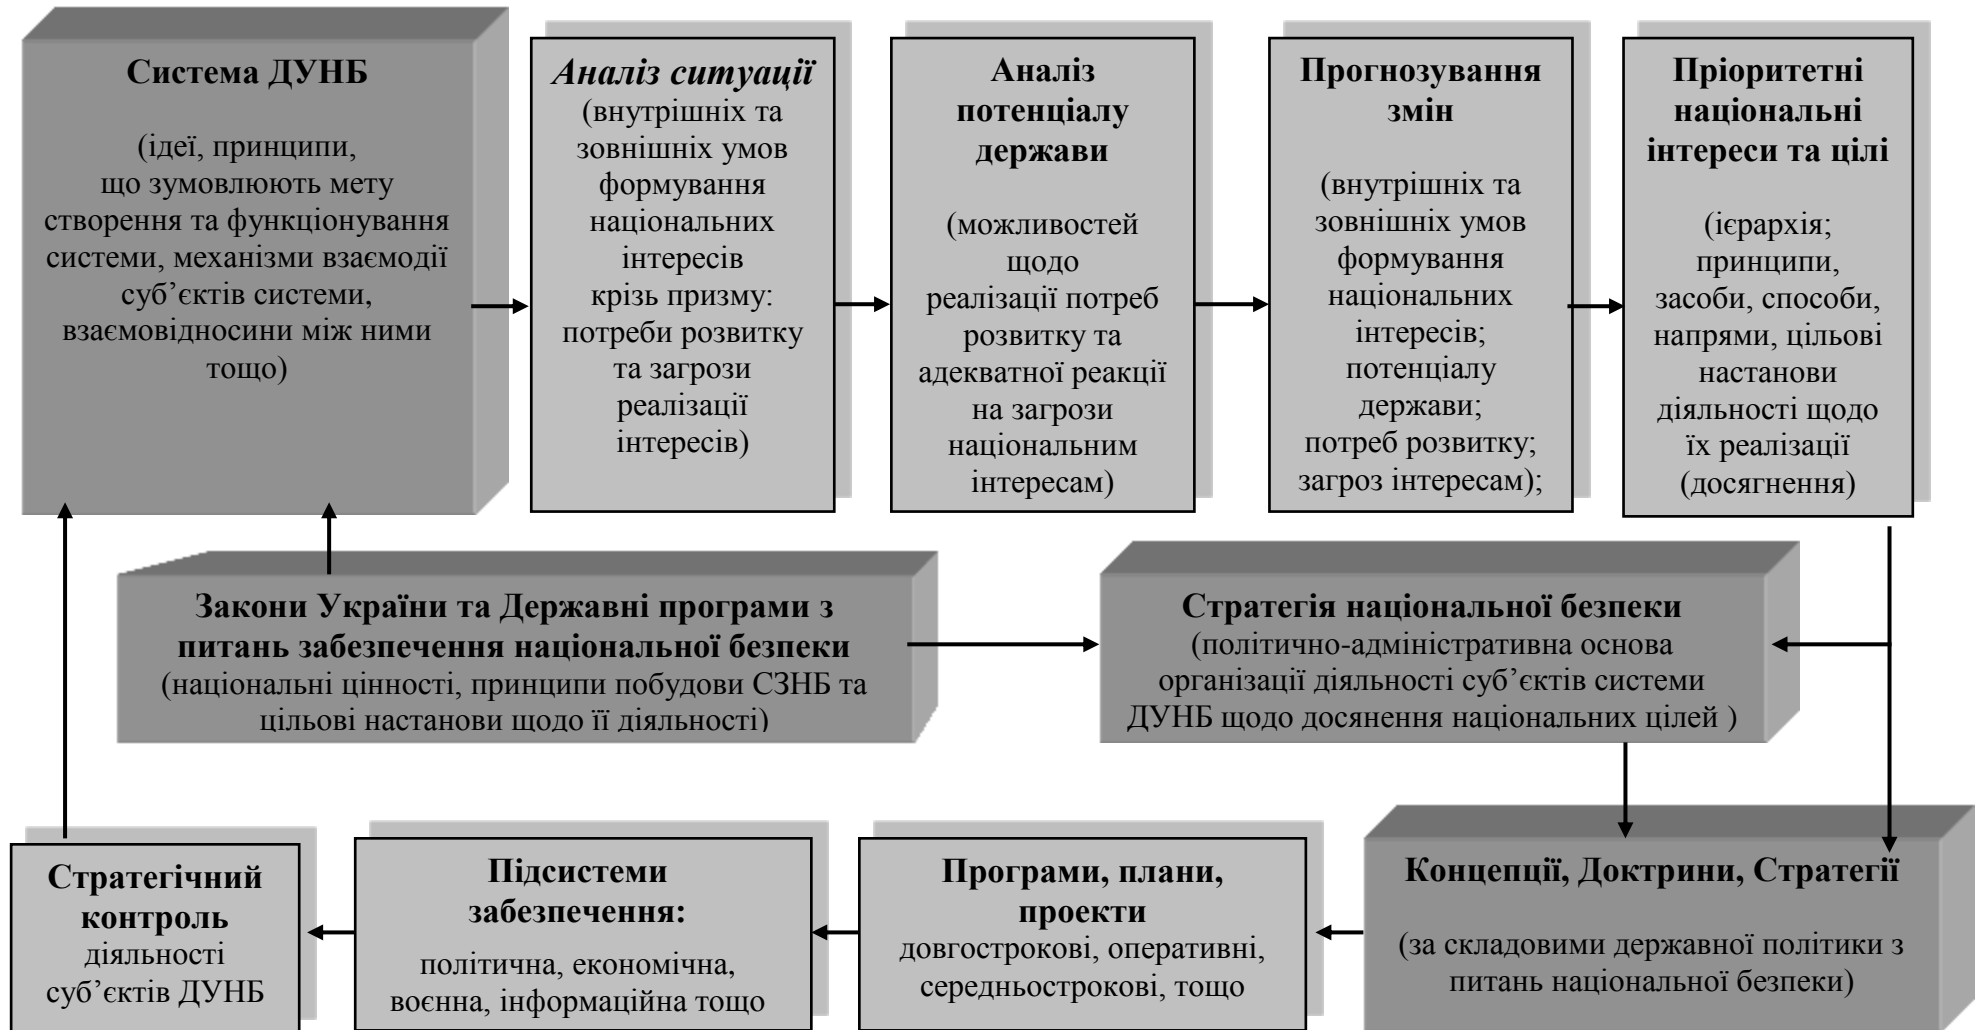 Система ДУНБ
(ідеї, принципи,
що зумовлюють мету
створення та функціонування
системи, механізми взаємодії
суб’єктів системи,
взаємовідносини між ними
тощо)
Аналіз ситуації
(внутрішніх та
зовнішніх умов
формування
національних
інтересів
крізь призму:
потреби розвитку
та загрози
реалізації
інтересів)
Аналіз
потенціалу
держави
(можливостей
щодо
реалізації потреб
розвитку та
адекватної реакції
на загрози
національним
інтересам)
Прогнозування
змін
(внутрішніх та
зовнішніх умов
формування
національних
інтересів;
потенціалу
держави;
потреб розвитку;
загроз інтересам);
Пріоритетні
національні
інтереси та цілі
(ієрархія;
принципи,
засоби, способи,
напрями, цільові
настанови
діяльності щодо
їх реалізації
(досягнення)
Закони України та Державні програми з
питань забезпечення національної безпеки
(національні цінності, принципи побудови СЗНБ та
цільові настанови щодо її діяльності)
Стратегія національної безпеки
(політично-адміністративна основа
організації діяльності суб’єктів системи
ДУНБ щодо досянення національних цілей )
Стратегічний
контроль
діяльності
суб’єктів ДУНБ
Підсистеми
забезпечення:
політична, економічна,
воєнна, інформаційна тощо
Програми, плани,
проекти
довгострокові, оперативні,
середньострокові, тощо
Концепції, Доктрини, Стратегії
(за складовими державної політики з
питань національної безпеки)